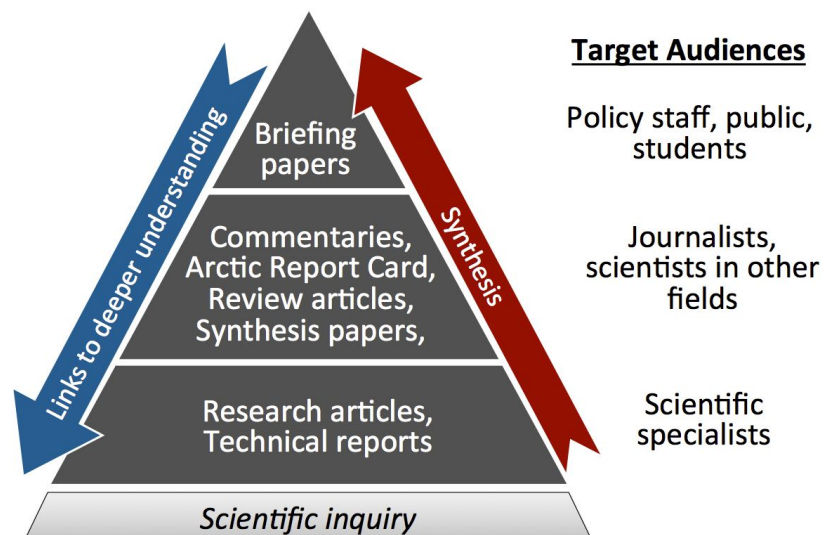 Target Audiences
Briefing
papers
Policy staff, public,
students
Commentaries,
Arctic Report Card,
Review articles,
Synthesis papers,
Journalists,
scientists in other
fields
Research articles,
Technical reports
Scientific
specialists
Scientific inquiry
Links to deeper understanding
Synthesis